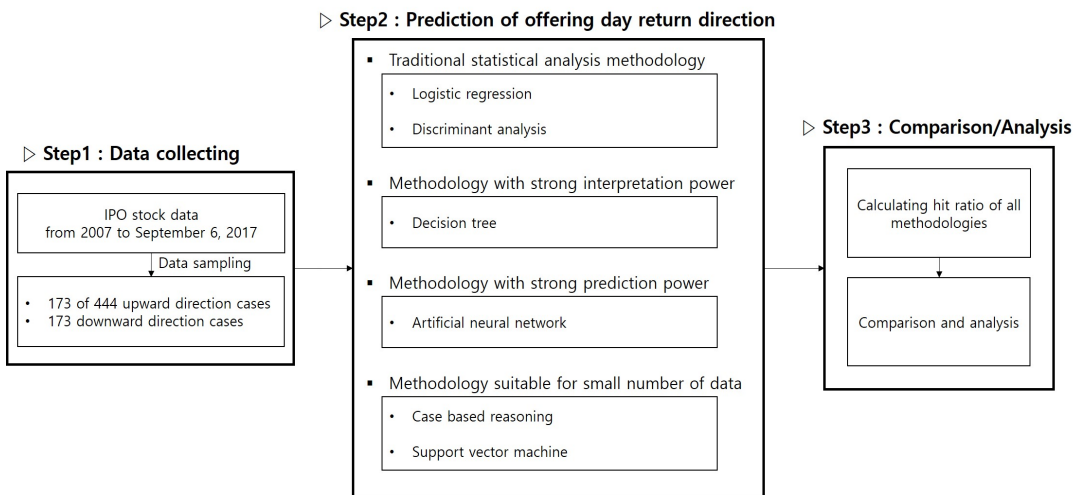 ▷ Step1 : Data collecting
IPO stock data
from 2007 to September 6, 2017
Data sampling
• 173 of 444 upward direction cases
• 173 downward direction cases
▷ Step2 : Prediction of offering day return direction
▪ Traditional statistical analysis methodology
• Logistic regression
• Discriminant analysis
▪ Methodology with strong interpretation power
• Decision tree
▪ Methodology with strong prediction power
• Artificial neural network
▪ Methodology suitable for small number of data
• Case based reasoning
• Support vector machine
▷ Step3 : Comparison/Analysis
Calculating hit ratio of all
methodologies
Comparison and analysis